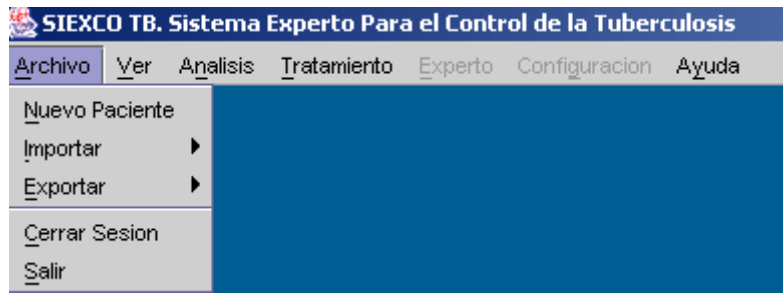 SIEXCO TB. Sistema Experto Para el Control de la Tuberculosis
Archivo Ver Analisis Tratamiento Experto Configuracion Ayuda
Nuevo Paciente
Importar
Exportar
Cerrar Sesion
Salir